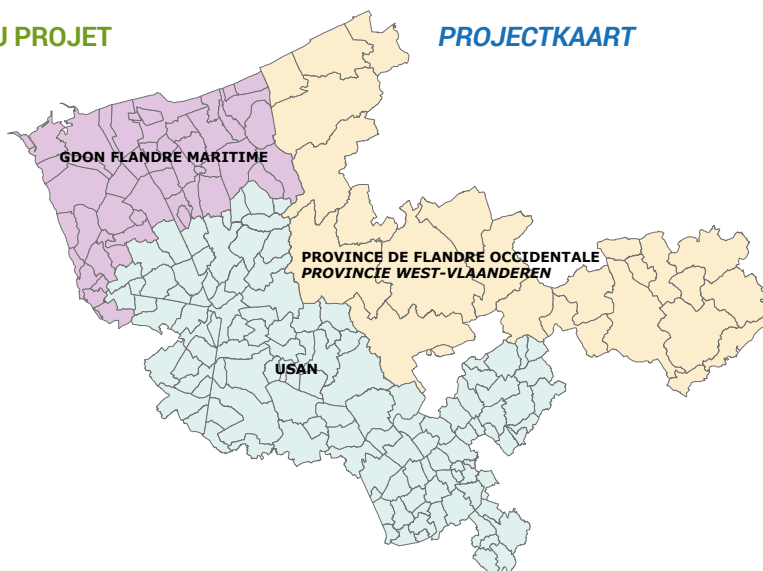 U PROJET
PROJECTKAART
GDON FLANDRE MARITIME
PROVINCE DE FLANDRE OCCIDENTALE
PROVINCIE WEST-VLAANDEREN
USAN